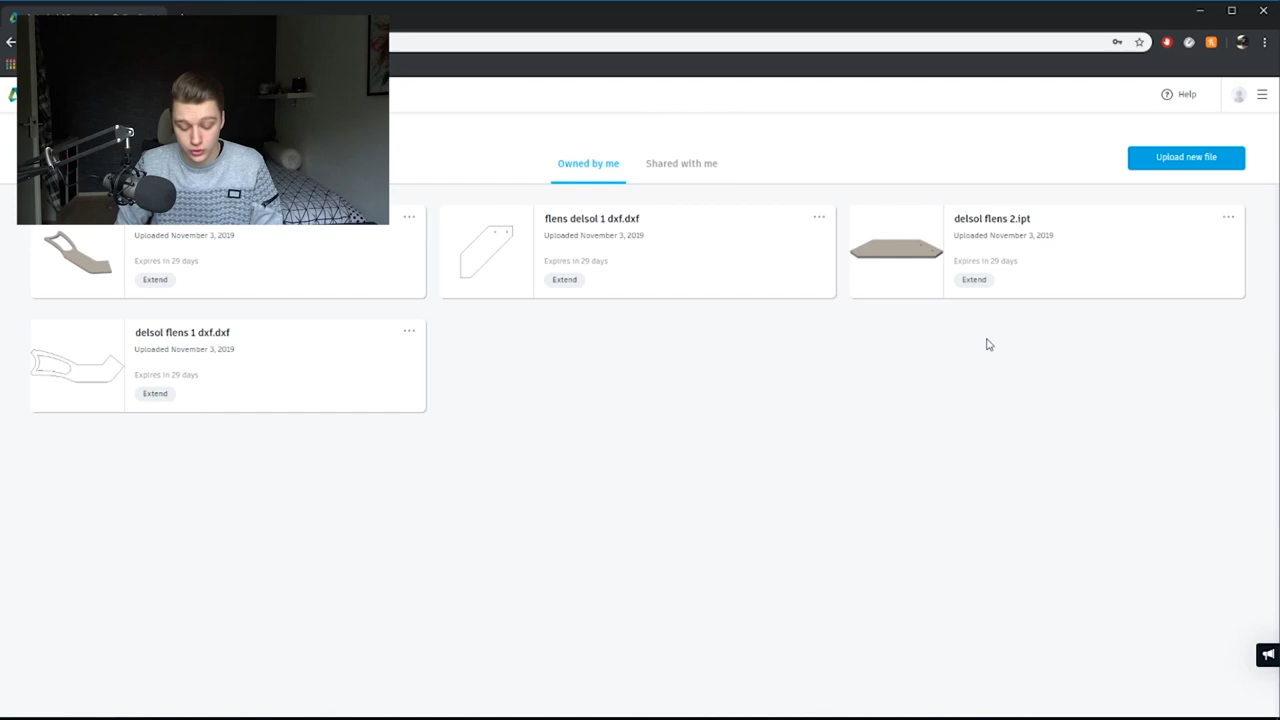 Help
Owned by me
Shared with me
Upload new file
Uploaded November 3, 2019
Expires in 29 days
Extend
flens delsol 1 dxf.dxf
Uploaded November 3, 2019
Expires in 29 days
Extend
delsol flens 2.ipt
Uploaded November 3, 2019
Expires in 29 days
Extend
delsol flens 1 dxf.dxf
Uploaded November 3, 2019
Expires in 29 days
Extend